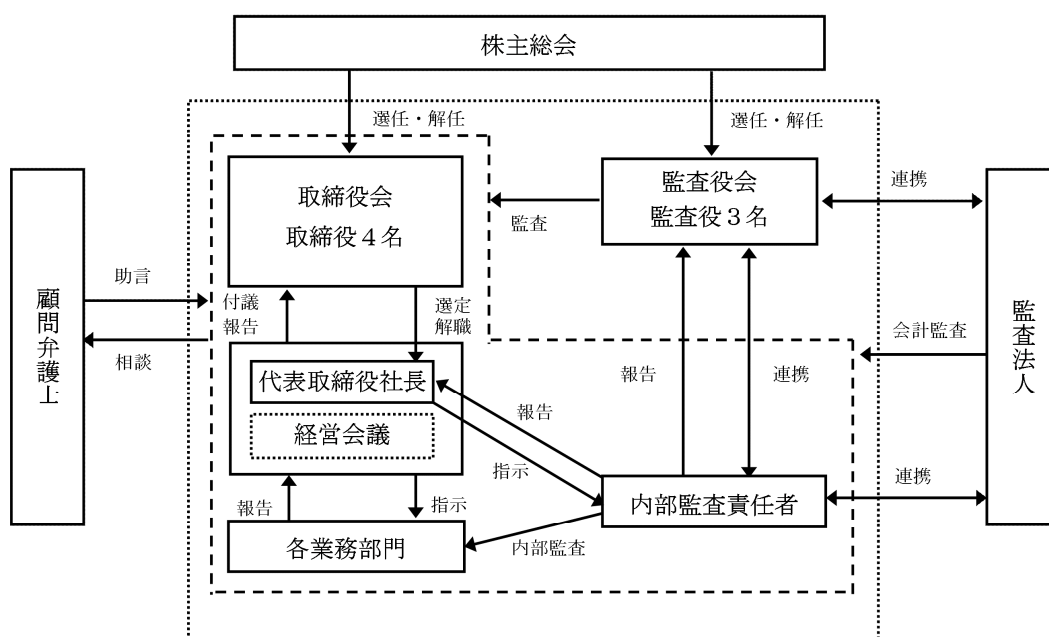 株主総会
選任・解任
選任・解任
取締役会
取締役４名
監査役会
監査役３名
連携
監査
助言
付議
報告
選定
解職
顧問弁護士
監査法人
会計監査
相談
代表取締役社長
報告
連携
報告
経営会議
指示
連携
報告
指示
内部監査責任者
各業務部門
内部監査